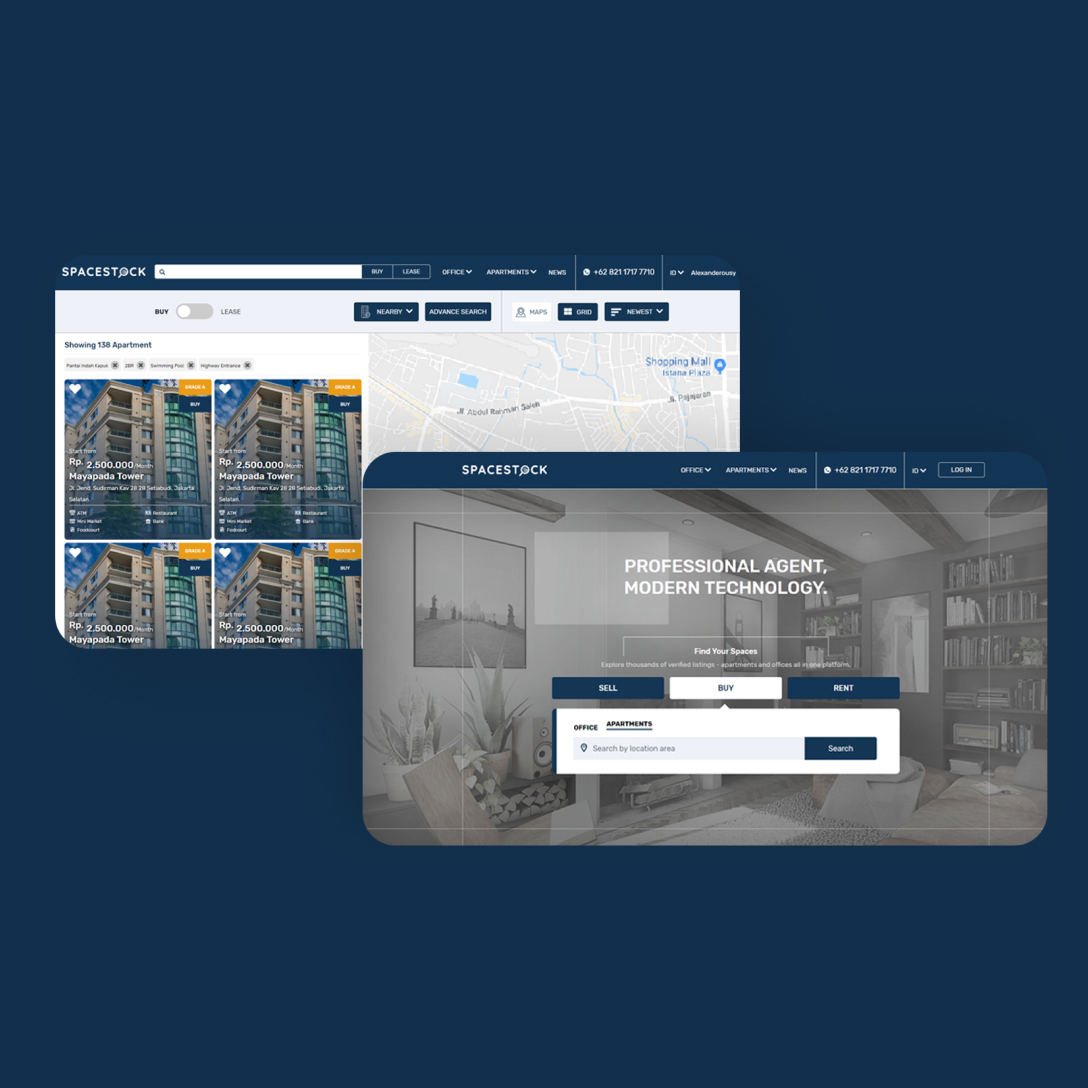 SPACESTOCK
BUY LEASE
OFFICE APARTMENTS NEWS
+62 821 1717 7710
ID Alexanderousy
BUY LEASE
NEARBY
ADVANCE SEARCH
MAPS
GRID
NEWEST
Showing 138 Apartment
Pantai Indah Kapuk 2BR Swimming Poor Highway Entrance
GRADE A
BUY
Start from
Rp. 2.500.000/Month
Mayapada Tower
Jl. Jend. Sudirman Kav 28 28 Setiabudi, Jakarta
Selatan
ATM Restaurant
Mini Market Bank
Foodcourt
GRADE A
BUY
Start from
Rp. 2.500.000/Month
Mayapada Tower
Jl. Jend. Sudirman Kav 28 28 Setiabudi, Jakarta
Selatan
ATM Restaurant
Mini Market Bank
GRADE A
BUY
Start from
Rp. 2.500.000/Month
Mayapada Tower
GRADE A
BUY
Start from
Rp. 2.500.000/Month
Mayapada Tower
Shopping Mall
Istana Plaza
Jl. Abdul Rahman Saleh
Jl. Pajajaran
SPACESTOCK
OFFICE APARTMENTS NEWS
+62 821 1717 7710
ID
LOG IN
PROFESSIONAL AGENT,
MODERN TECHNOLOGY.
Find Your Spaces
Explore thousands of verified listings - apartments and offices all in one platform.
SELL BUY RENT
OFFICE APARTMENTS
Search by location area
Search